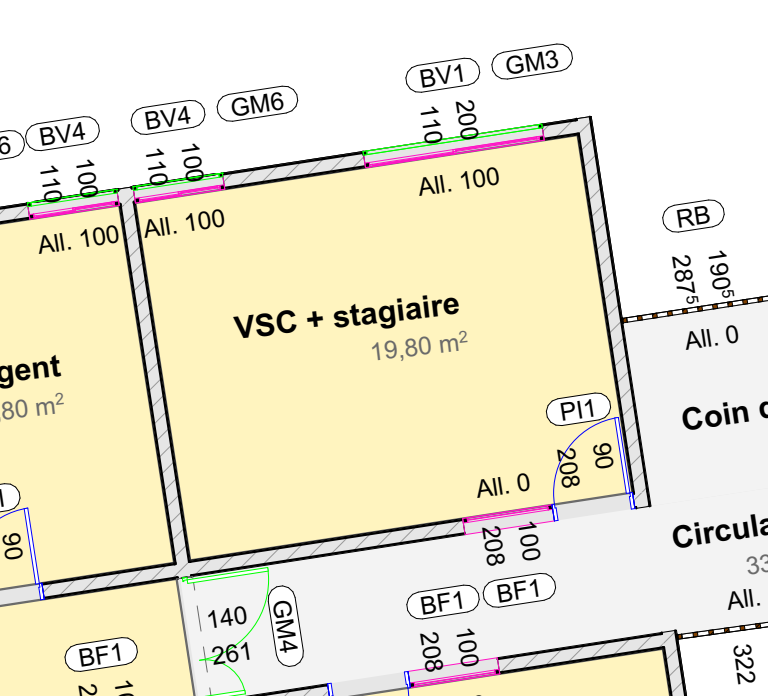 BV1
GM3
BV4
GM6
BV4
6
110
200
110
100
110
100
All. 100
All. 100
All. 100
RB
287⁵
190⁵
All. 0
VSC + stagiaire
19,80 m²
gent
,80 m²
PI1
208
90
Coin
All. 0
90
208
100
Circula
33
All.
322
140
261
GM4
BF1
BF1
208
100
BF1